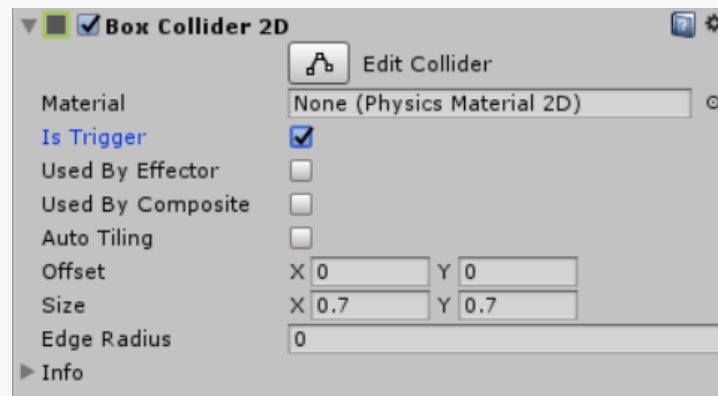 Box Collider 2D
Edit Collider
Material None (Physics Material 2D)
Is Trigger
Used By Effector
Used By Composite
Auto Tiling
Offset X 0 Y 0
Size X 0.7 Y 0.7
Edge Radius 0
Info